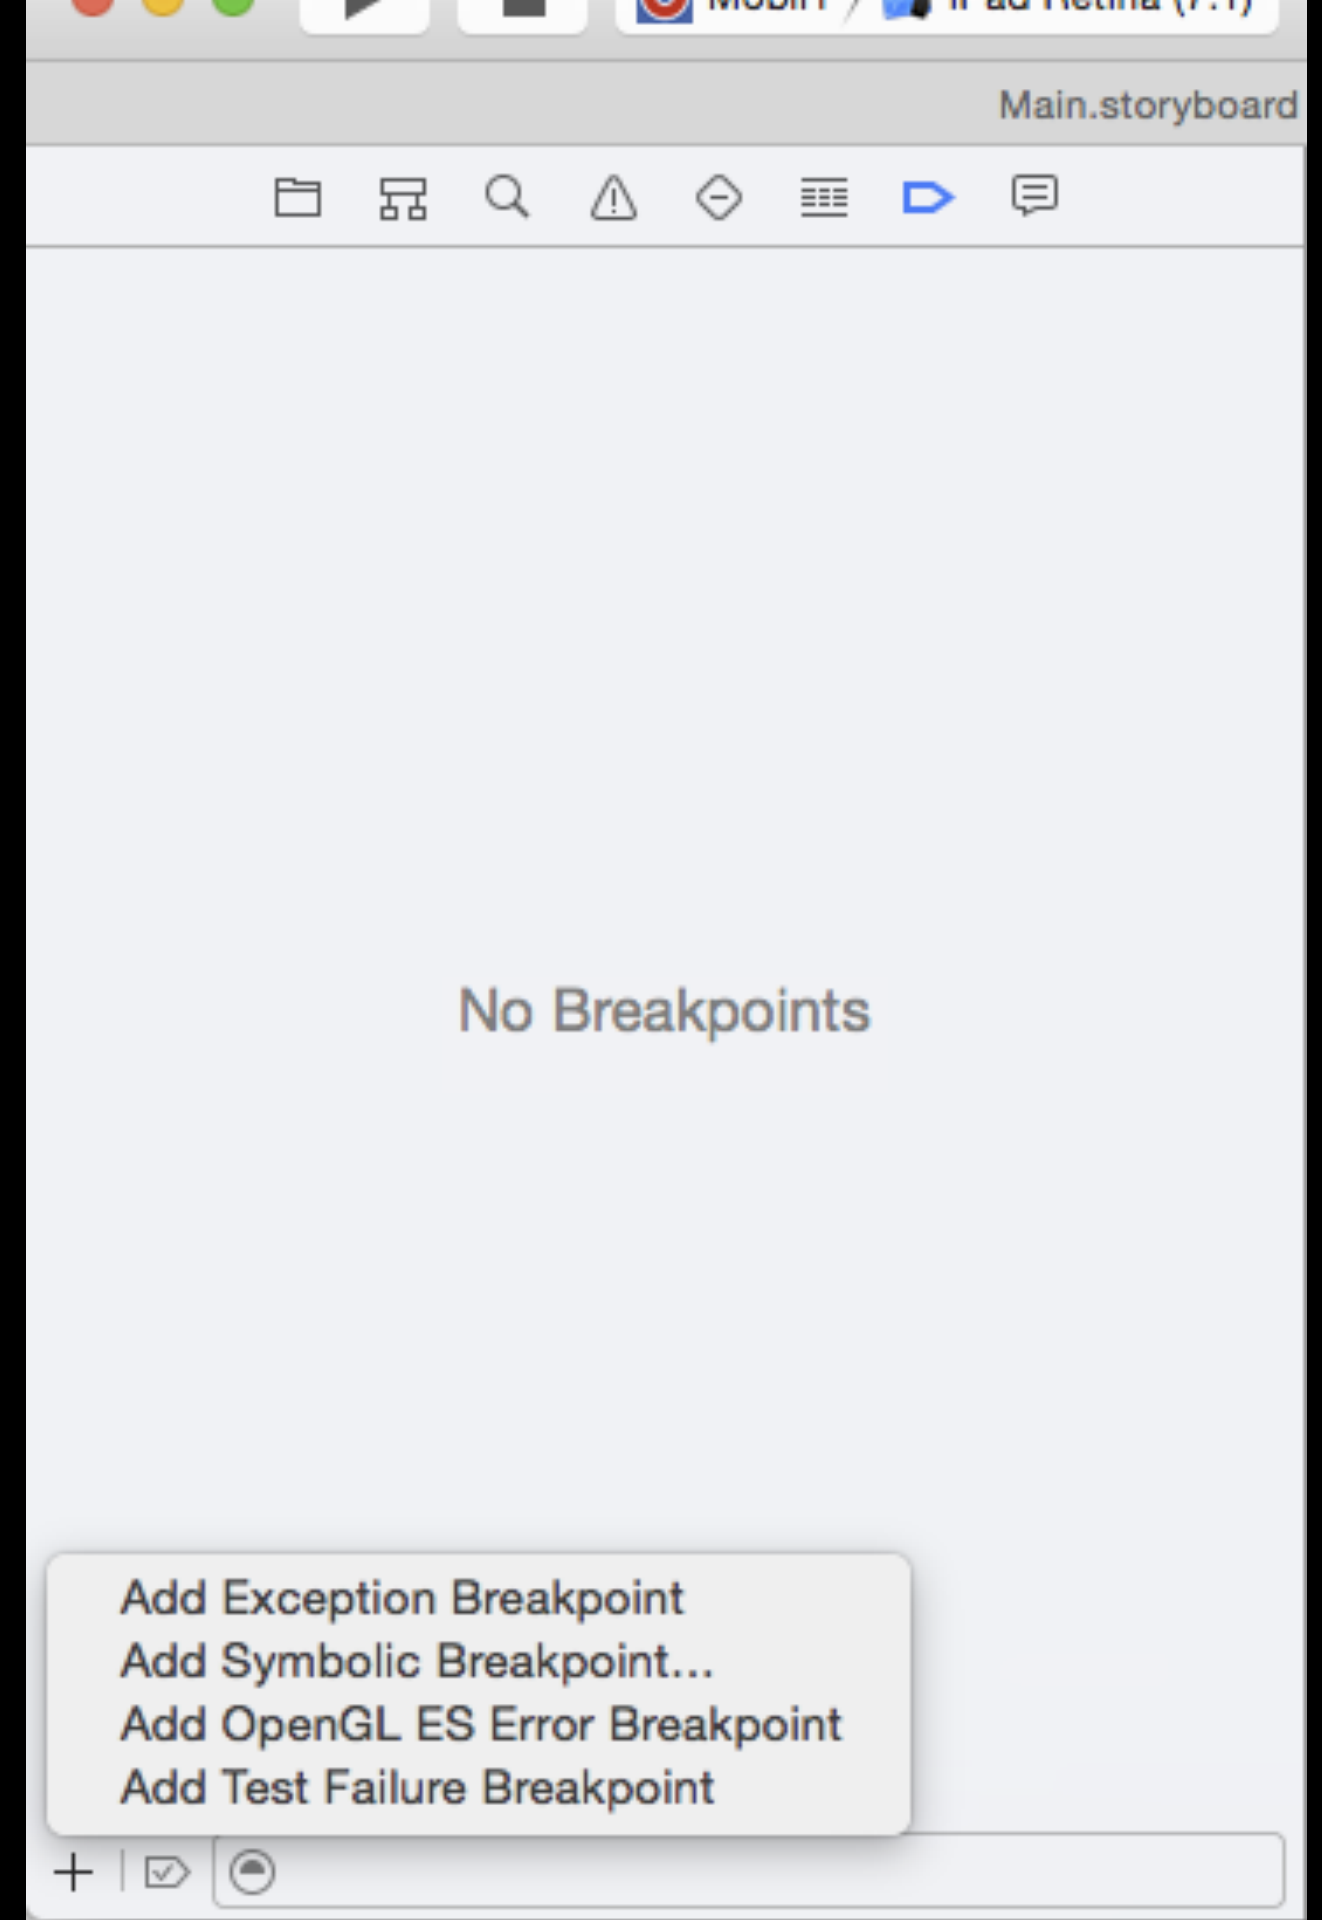 Main.storyboard
No Breakpoints
Add Exception Breakpoint
Add Symbolic Breakpoint...
Add OpenGL ES Error Breakpoint
Add Test Failure Breakpoint